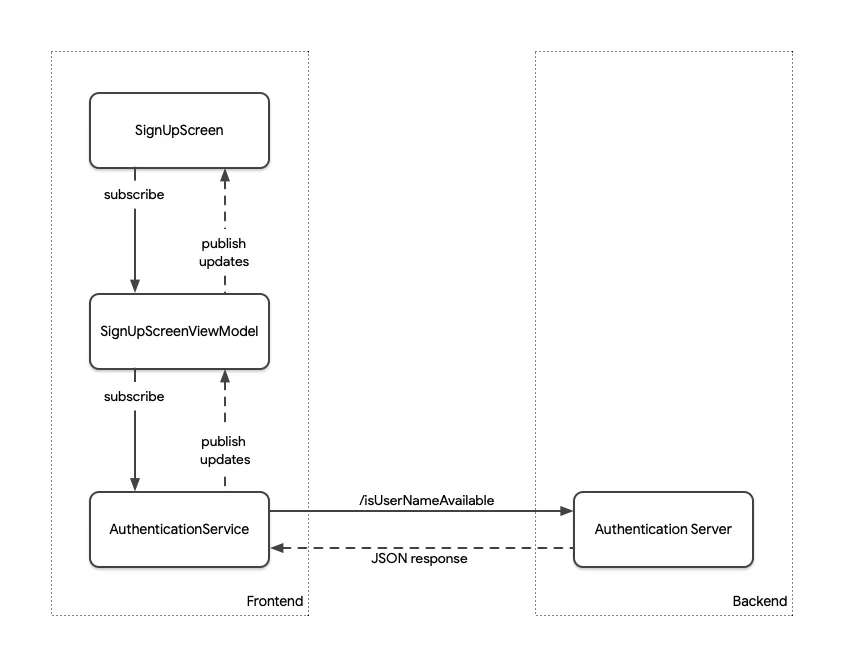 SignUpScreen
subscribe
publish
updates
SignUpScreenViewModel
subscribe
publish
updates
/isUserNameAvailable
AuthenticationService
Authentication Server
JSON response
Frontend
Backend